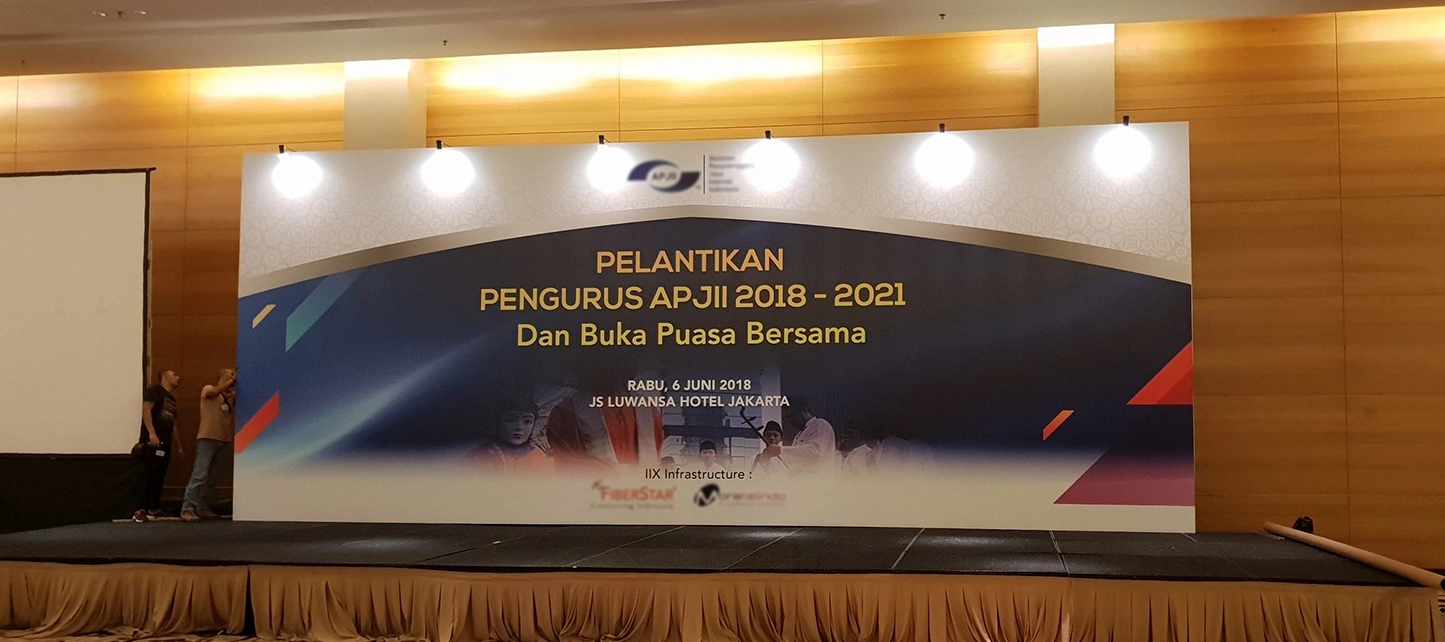 APJII
PELANTIKAN
PENGURUS APJII 2018 - 2021
Dan Buka Puasa Bersama
RABU, 6 JUNI 2018
JS LUWANSA HOTEL JAKARTA
IIX Infrastructure :
FIBERSTAR Moratelindo